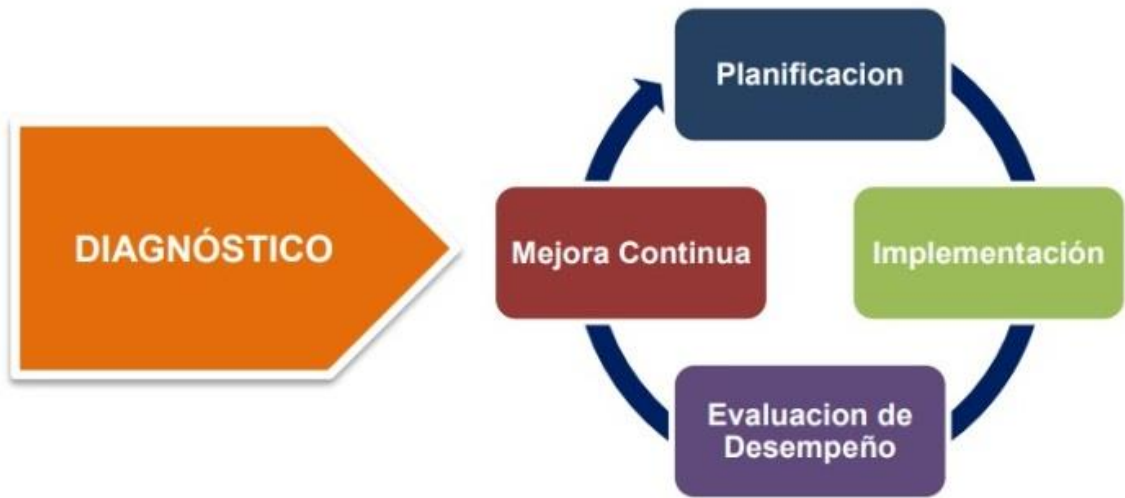 DIAGNÓSTICO
Planificacion
Implementación
Evaluacion de
Desempeño
Mejora Continua